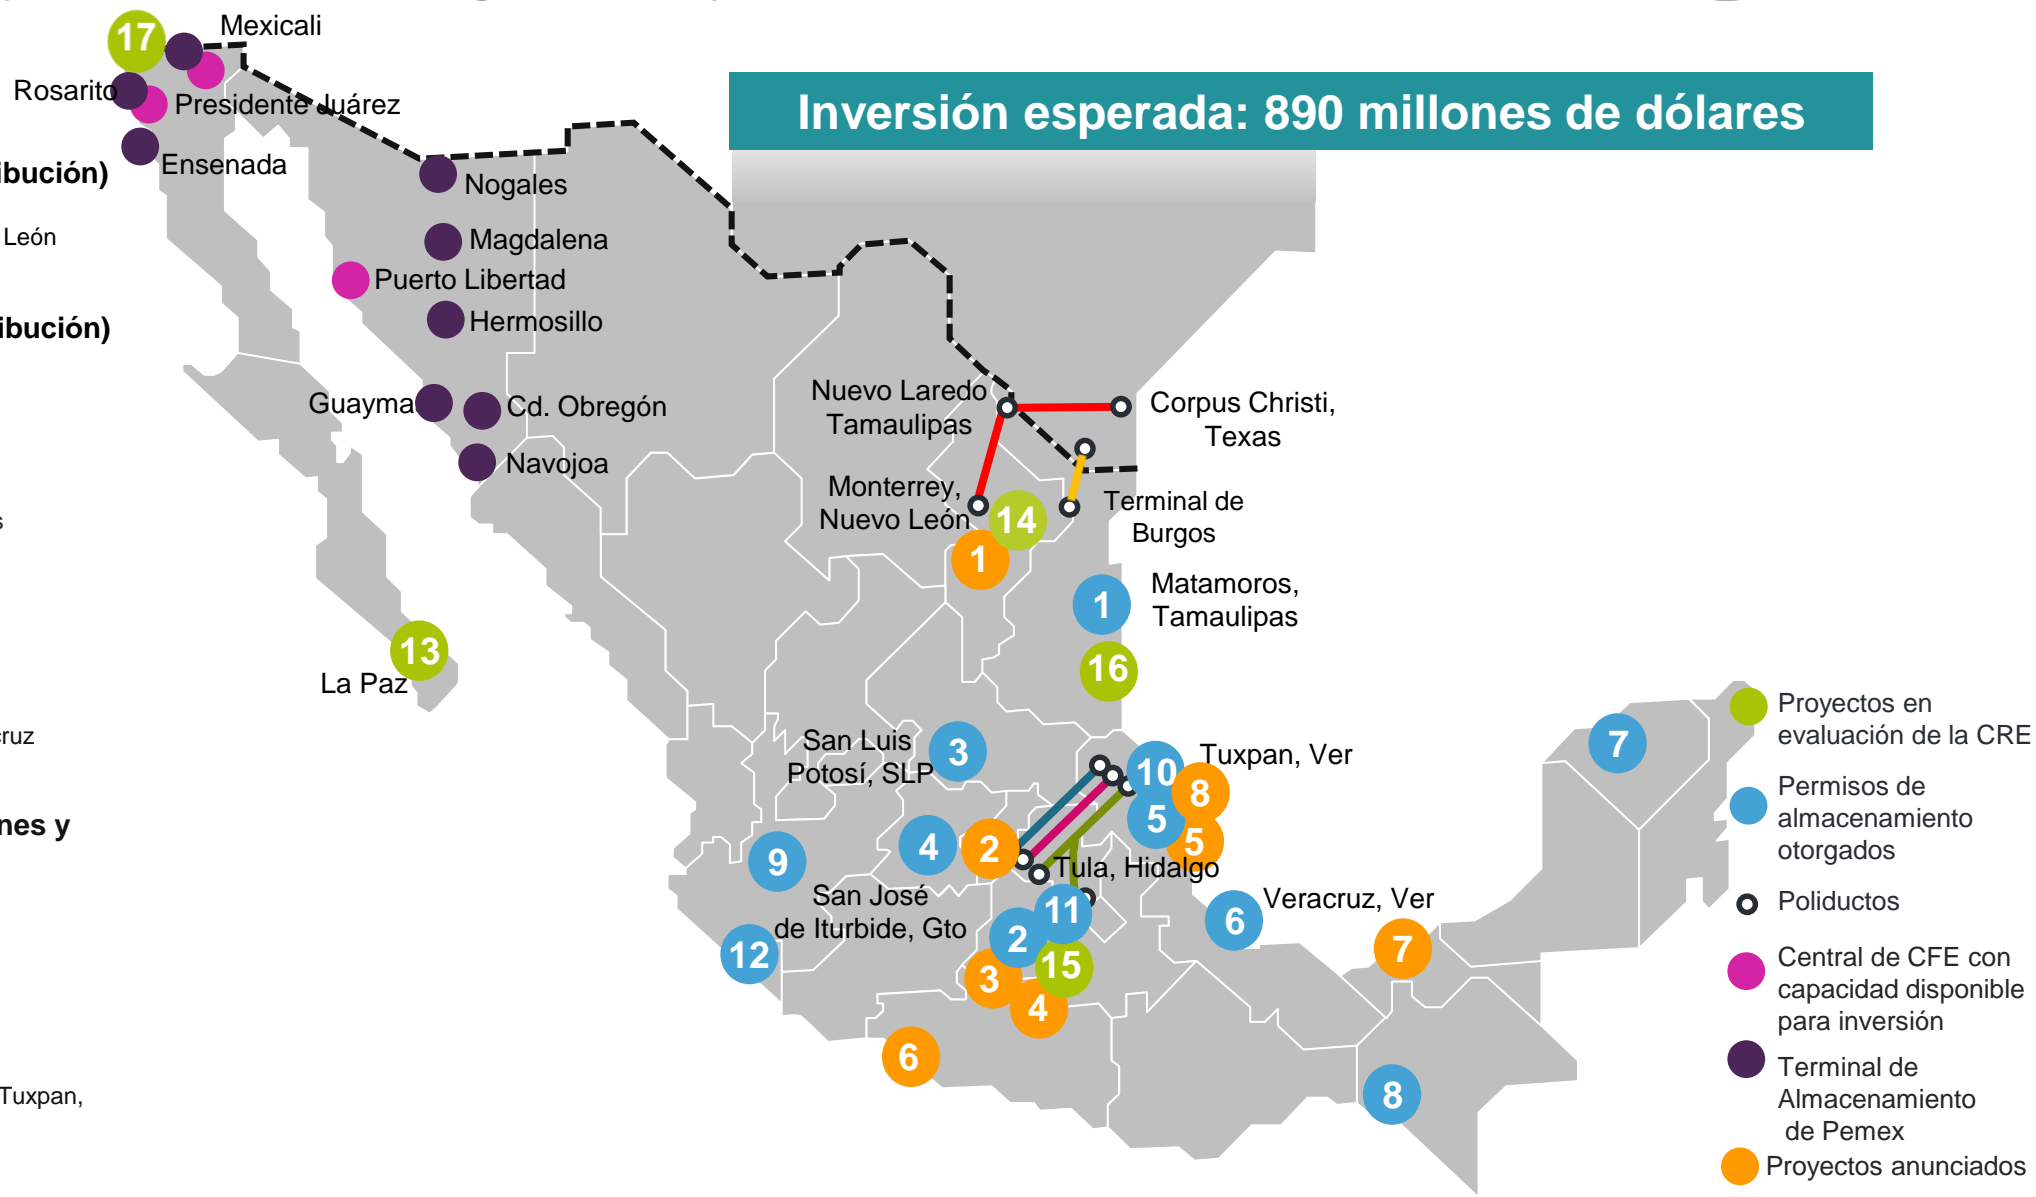 Inversión esperada: 890 millones de dólares
17
Mexicali
Rosarito
Presidente Juárez
Ensenada
ibución)
Nogales
León
Magdalena
Puerto Libertad
Hermosillo
ibución)
Guayma
Cd. Obregón
Navojoa
Nuevo Laredo
Tamaulipas
Corpus Christi,
Texas
Monterrey,
Nuevo León
14
1
Terminal de
Burgos
s
Matamoros,
Tamaulipas
1
16
13
La Paz
cruz
San Luis
Potosí, SLP
3
Tuxpan, Ver
10
8
5
5
nes y
9
4
2
Tula, Hidalgo
San José
de Iturbide, Gto
11
2
15
3
4
12
6
Veracruz, Ver
6
7
7
8
Tuxpan,
Proyectos en
evaluación de la CRE
Permisos de
almacenamiento
otorgados
Poliductos
Central de CFE con
capacidad disponible
para inversión
Terminal de
Almacenamiento
de Pemex
Proyectos anunciados